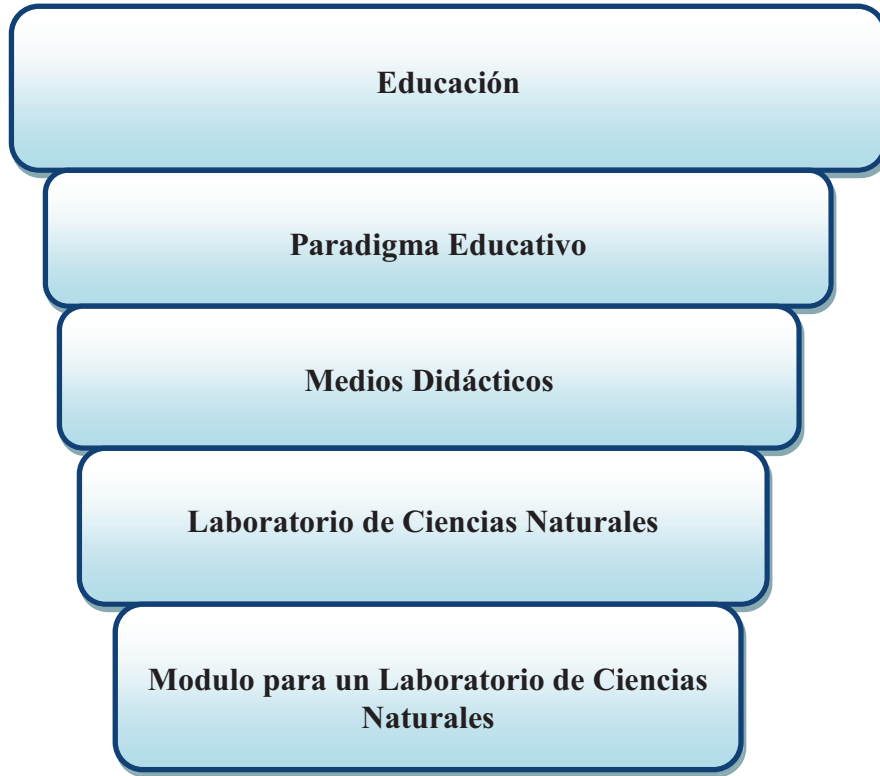 Educación
Paradigma Educativo
Medios Didácticos
Laboratorio de Ciencias Naturales
Modulo para un Laboratorio de Ciencias
Naturales